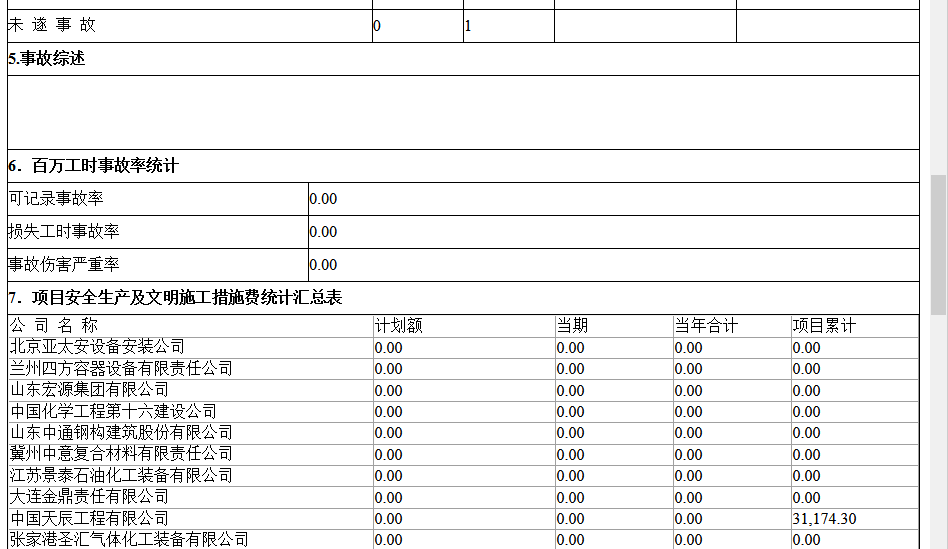 未 遂 事 故 0 1
5.事故综述
6．百万工时事故率统计
可记录事故率 0.00
损失工时事故率 0.00
事故伤害严重率 0.00
7．项目安全生产及文明施工措施费统计汇总表
公 司 名 称 计划额 当期 当年合计 项目累计
北京亚太安设备安装公司 0.00 0.00 0.00 0.00
兰州四方容器设备有限责任公司 0.00 0.00 0.00 0.00
山东宏源集团有限公司 0.00 0.00 0.00 0.00
中国化学工程第十六建设公司 0.00 0.00 0.00 0.00
山东中通钢构建筑股份有限公司 0.00 0.00 0.00 0.00
冀州中意复合材料有限责任公司 0.00 0.00 0.00 0.00
江苏景泰石油化工装备有限公司 0.00 0.00 0.00 0.00
大连金鼎责任有限公司 0.00 0.00 0.00 0.00
中国天辰工程有限公司 0.00 0.00 0.00 31,174.30
张家港圣汇气体化工装备有限公司 0.00 0.00 0.00 0.00